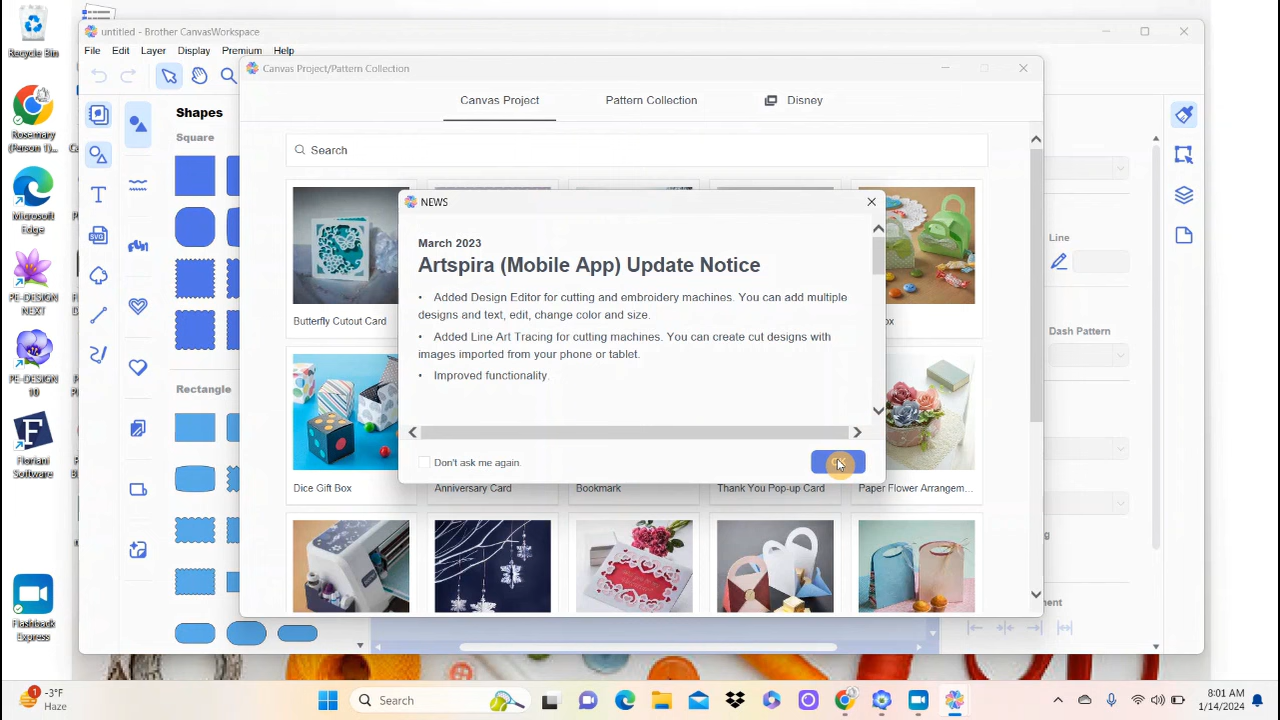 Recycle Bin
Rosemary
(Person 1)...
Microsoft
Edge
PE-DESIGN
NEXT
PE-DESIGN
10
Floriani
Software
Flashback
Express
untitled - Brother CanvasWorkspace
File Edit Layer Display Premium Help
Shapes
Square
Rectangle
Canvas Project/Pattern Collection
Canvas Project Pattern Collection Disney
Search
Butterfly Cutout Card
Dice Gift Box
Anniversary Card
Bookmark
Thank You Pop-up Card
Paper Flower Arrangem...
NEWS
March 2023
Artspira (Mobile App) Update Notice
• Added Design Editor for cutting and embroidery machines. You can add multiple
designs and text, edit, change color and size.
• Added Line Art Tracing for cutting machines. You can create cut designs with
images imported from your phone or tablet.
• Improved functionality.
Don't ask me again.
Line
Dash Pattern
SVG
1
-3°F
Haze
Search
8:01 AM
1/14/2024